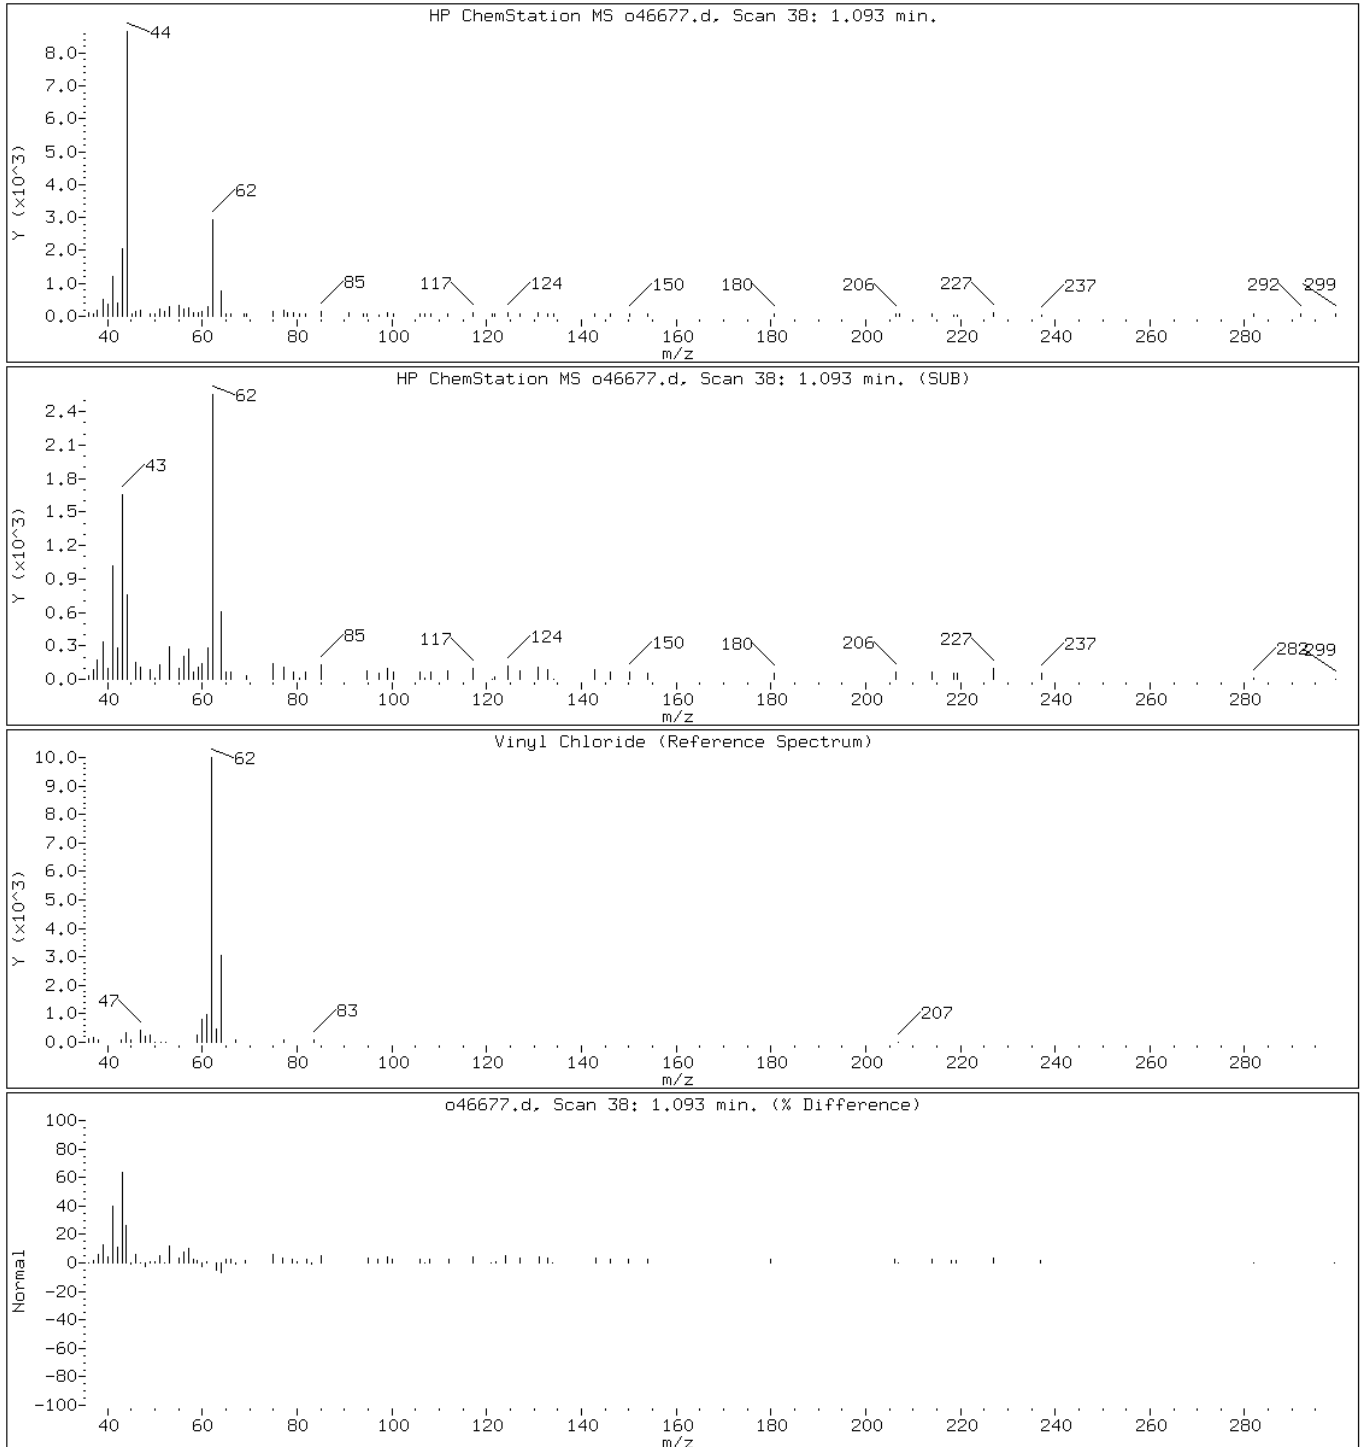 HP ChemStation MS o46677.d, Scan 38: 1.093 min.
44
8.0
7.0
6.0
5.0
4.0
62
3.0
2.0
1.0
85 117 124 150 180 206 227 237 292 299
0.0
40 60 80 100 120 140 160 180 200 220 240 260 280
m/z
Y (x10^3)
HP ChemStation MS o46677.d, Scan 38: 1.093 min. (SUB)
62
2.4
2.1
43
1.8
1.5
1.2
0.9
0.6
0.3
85 117 124 150 180 206 227 237 282 299
0.0
40 60 80 100 120 140 160 180 200 220 240 260 280
m/z
Y (x10^3)
Vinyl Chloride (Reference Spectrum)
62
10.0
9.0
8.0
7.0
6.0
5.0
4.0
3.0
2.0
47 83 207
1.0
0.0
40 60 80 100 120 140 160 180 200 220 240 260 280
m/z
Y (x10^3)
o46677.d, Scan 38: 1.093 min. (% Difference)
100
80
60
40
20
0
-20
-40
-60
-80
-100
40 60 80 100 120 140 160 180 200 220 240 260 280
m/z
Normal